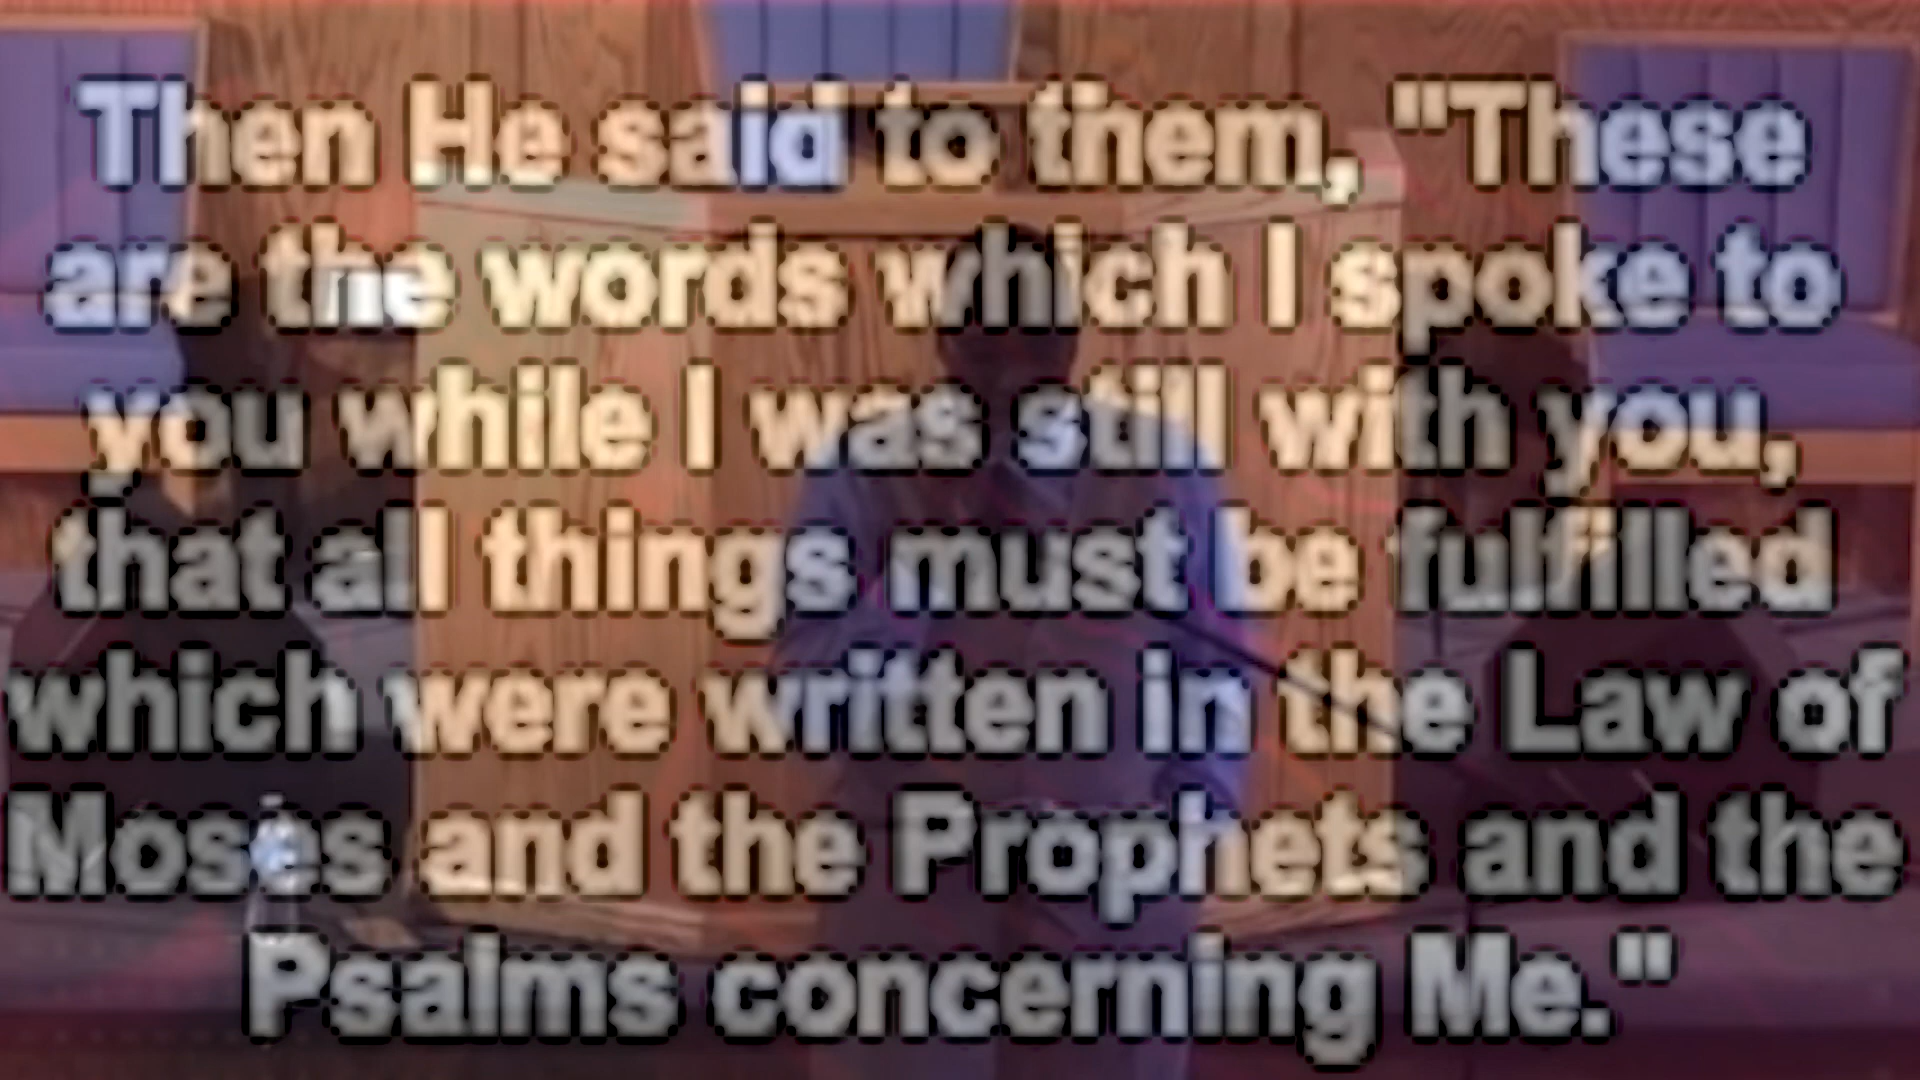 Then He said to them, "These
are the words which I spoke to
you while I was still with you,
that all things must be fulfilled
which were written in the Law of
Moses and the Prophets and the
Psalms concerning Me."